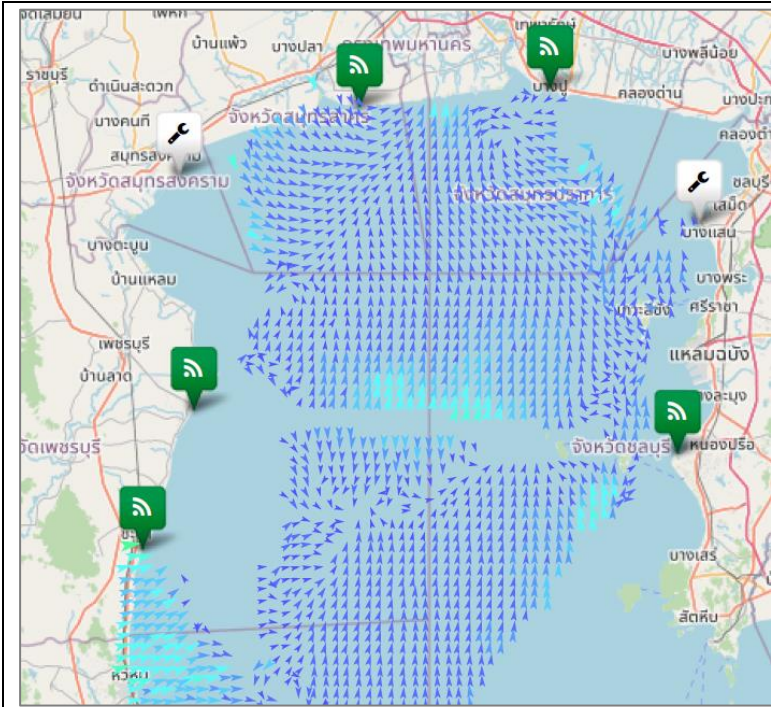 บ้านแพ้ว
บางปลา
กรุงเทพมหานคร
เทพารักษ์
บางพลีน้อย
ราชบุรี
ดำเนินสะดวก
บางปู
คลองด่าน
บางคนที
จังหวัดสมุทรสาคร
สมุทรสงคราม
จังหวัดสมุทรสงคราม
จังหวัดสมุทรปราการ
ชลบุรี
เสม็ด
บางแสน
บางตะบูน
บ้านแหลม
บางพระ
เกาะสีชัง
ศรีราชา
เพชรบุรี
แหลมฉบัง
บ้านลาด
วัดเพชรบุรี
จังหวัดชลบุรี
หนองปรือ
บางเสร่
สัตหีบ
หัวหิน